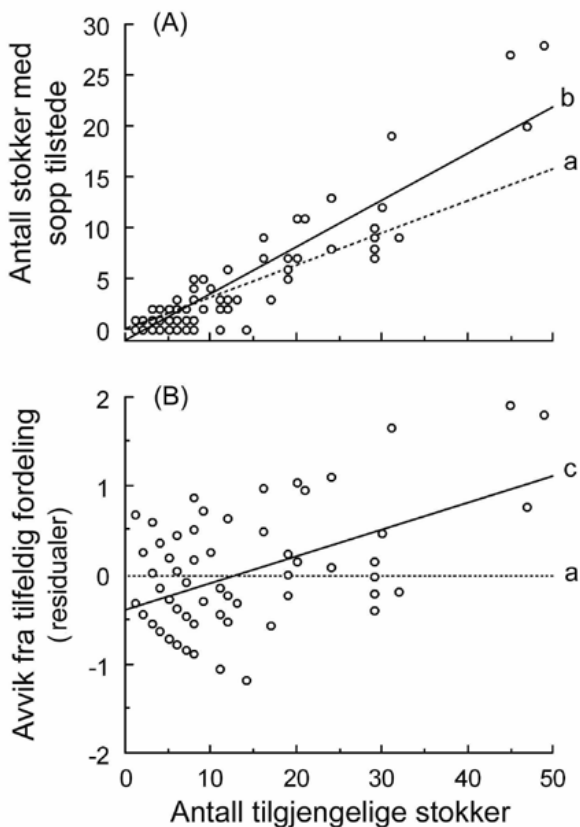 (A)
Antall stokker med
sopp tilstede
30
25
20
15
10
5
0
b
a
(B)
Avvik fra tilfeldig fordeling
(residualer)
2
1
0
-1
-2
c
a
0 10 20 30 40 50
Antall tilgjengelige stokker